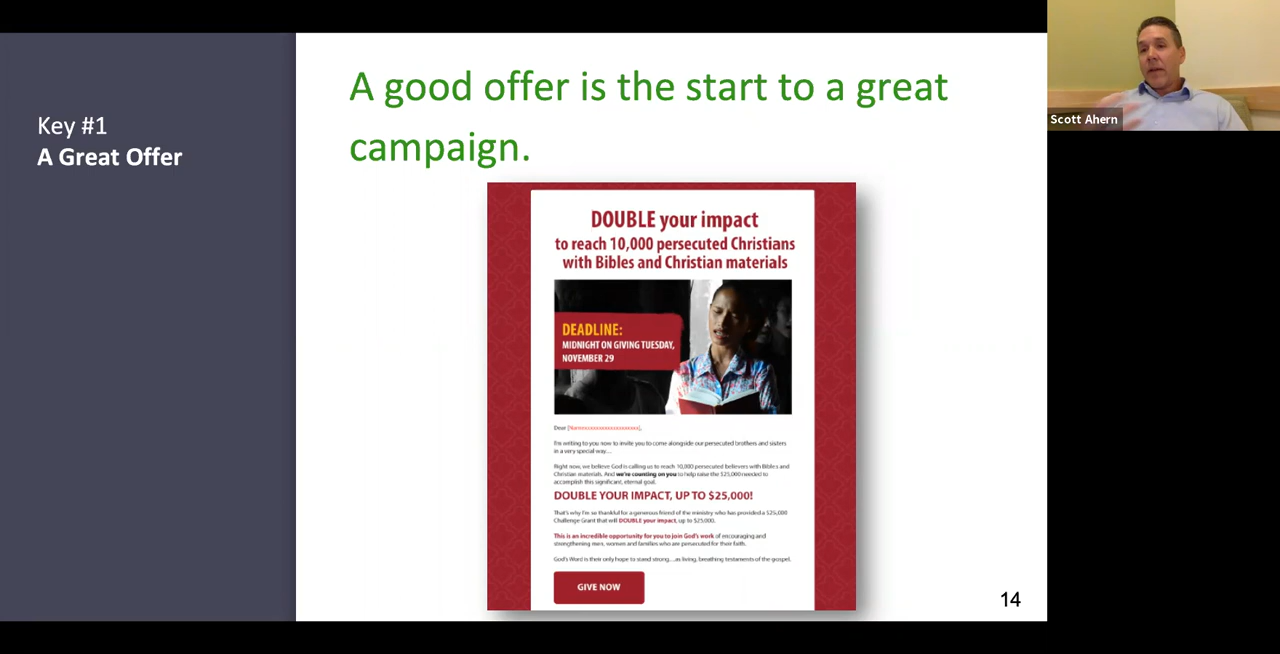 Key #1
A Great Offer
A good offer is the start to a great
campaign.
DOUBLE your impact
to reach 10,000 persecuted Christians
with Bibles and Christian materials
DEADLINE:
MIDNIGHT ON GIVING TUESDAY,
NOVEMBER 29
Dear
I'm writing to you now to invite you to come alongside our persecuted brothers and sisters
in a very special way....
Right now, we believe God is calling us to reach 10,000 persecuted believers with Bibles and
Christian materials. And we're counting on you to help raise the $25,000 needed to
accomplish this significant, eternal goal.
DOUBLE YOUR IMPACT, UP TO $25,000!
That's why I'm so thankful for a generous friend of the ministry who has provided a $25,000
Challenge Grant that will DOUBLE your impact, up to $25,000.
This is an incredible opportunity for you to join God's work of encouraging and
strengthening men, women and families who are persecuted for their faith.
God's Word is their only hope to stand strong....as living, breathing testaments of the gospel.
GIVE NOW
14
Scott Ahern